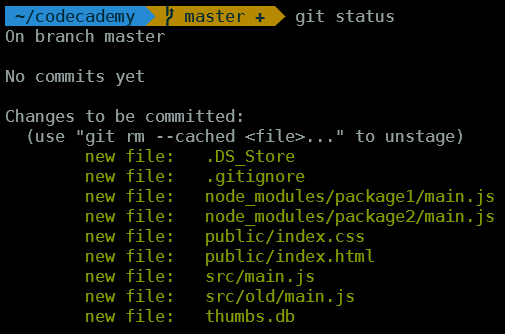 ~/codecademy master + git status
On branch master
No commits yet
Changes to be committed:
(use "git rm --cached <file>..." to unstage)
new file: .DS_Store
new file: .gitignore
new file: node_modules/package1/main.js
new file: node_modules/package2/main.js
new file: public/index.css
new file: public/index.html
new file: src/main.js
new file: src/old/main.js
new file: thumbs.db